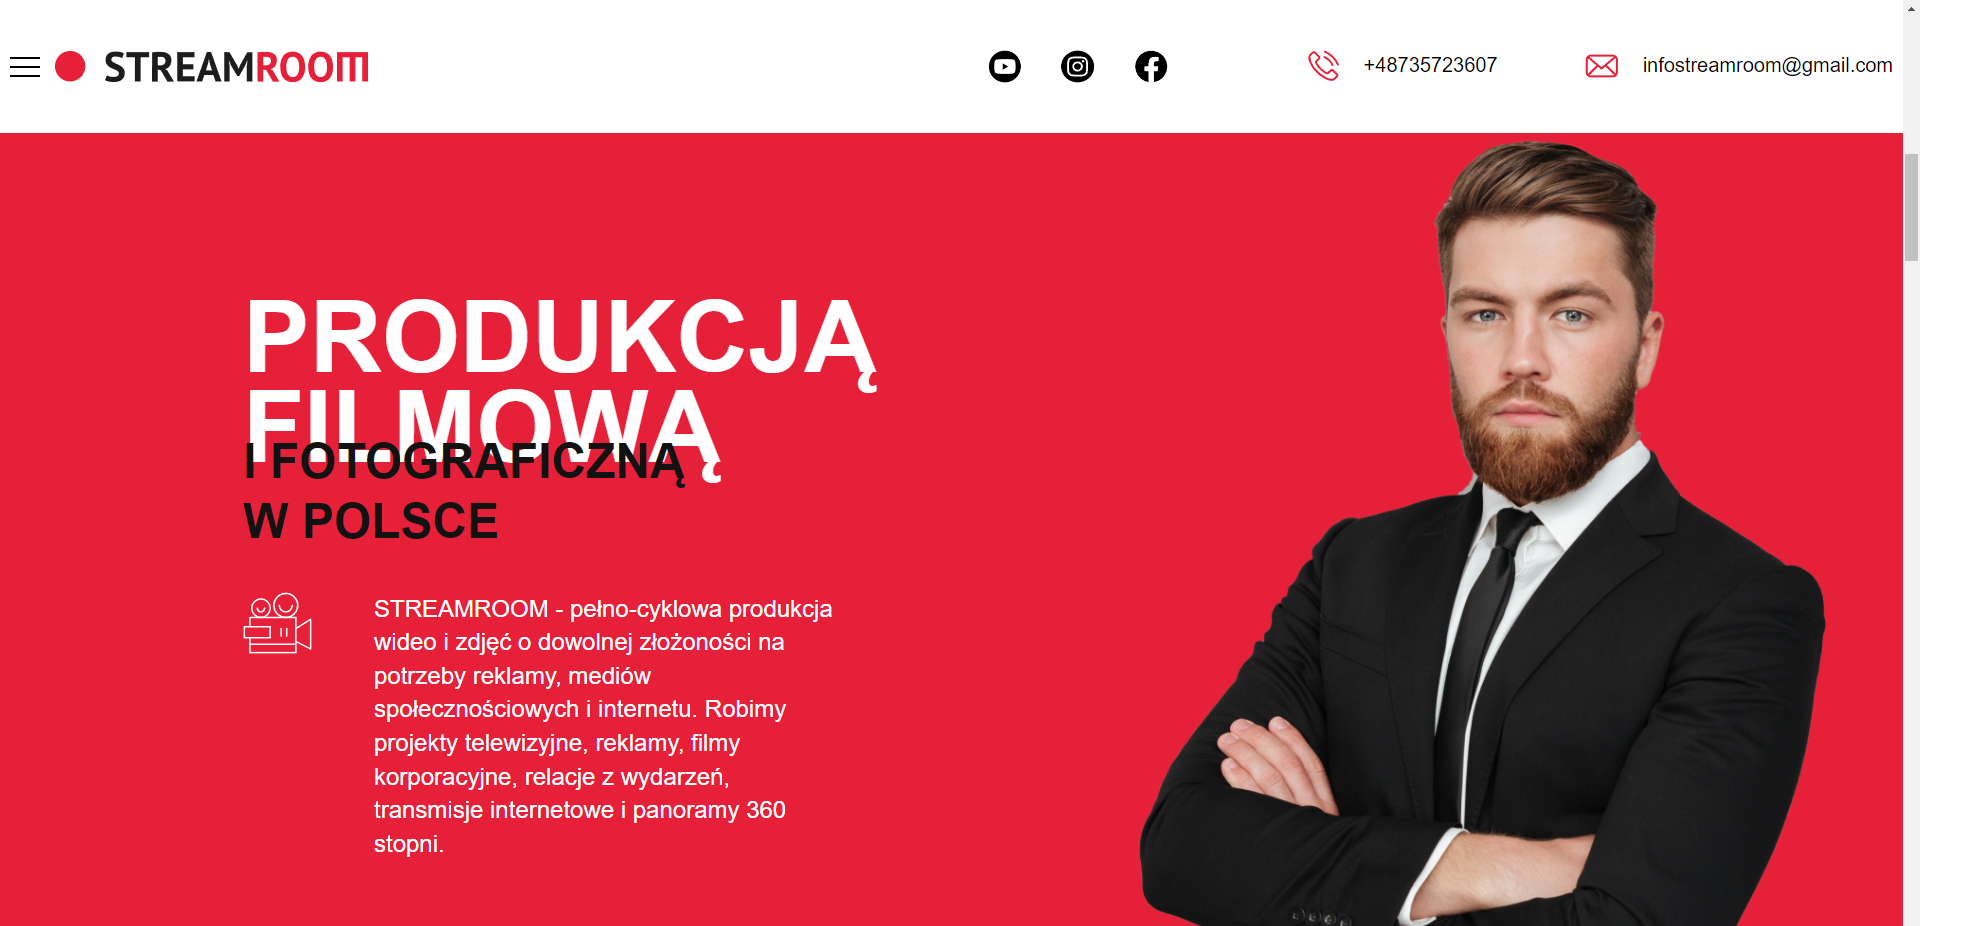 STREAMROOM
+48735723607
infostreamroom@gmail.com
PRODUKCJĄ
FILMOWĄ
I FOTOGRAFICZNĄ
W POLSCE
STREAMROOM - pełno-cyklowa produkcja
wideo i zdjęć o dowolnej złożoności na
potrzeby reklamy, mediów
społecznościowych i internetu. Robimy
projekty telewizyjne, reklamy, filmy
korporacyjne, relacje z wydarzeń,
transmisje internetowe i panoramy 360
stopni.